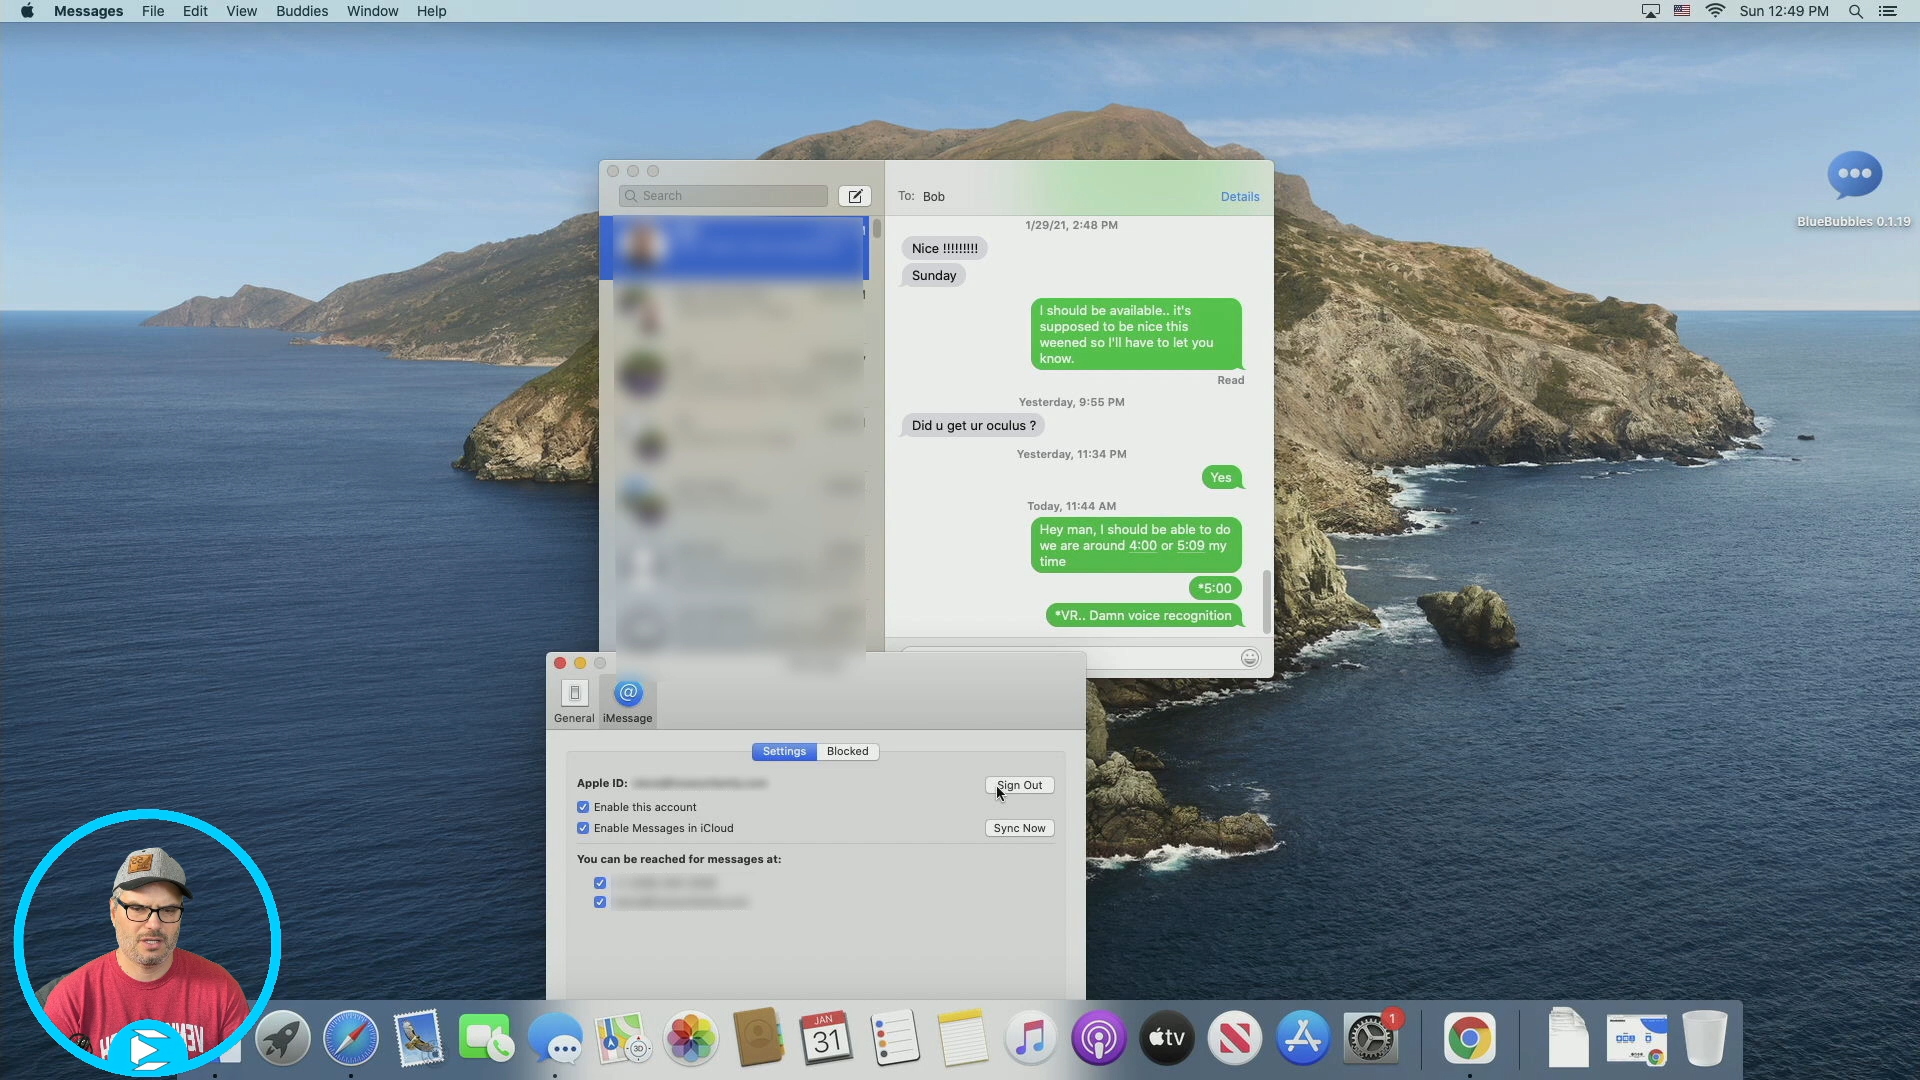 Messages File Edit View Buddies Window Help
Sun 12:49 PM
BlueBubbles 0.1.19
Search
To: Bob
Details
1/29/21, 2:48 PM
Nice !!!!!!!!!
Sunday
I should be available.. it's
supposed to be nice this
weened so I'll have to let you
know.
Read
Yesterday, 9:55 PM
Did u get ur oculus ?
Yesterday, 11:34 PM
Yes
Today, 11:44 AM
Hey man, I should be able to do
we are around 4:00 or 5:09 my
time
*5:00
*VR.. Damn voice recognition
General
iMessage
Settings
Blocked
Apple ID:
Sign Out
Enable this account
Enable Messages in iCloud
Sync Now
You can be reached for messages at:
3D
JAN
31
tv
1